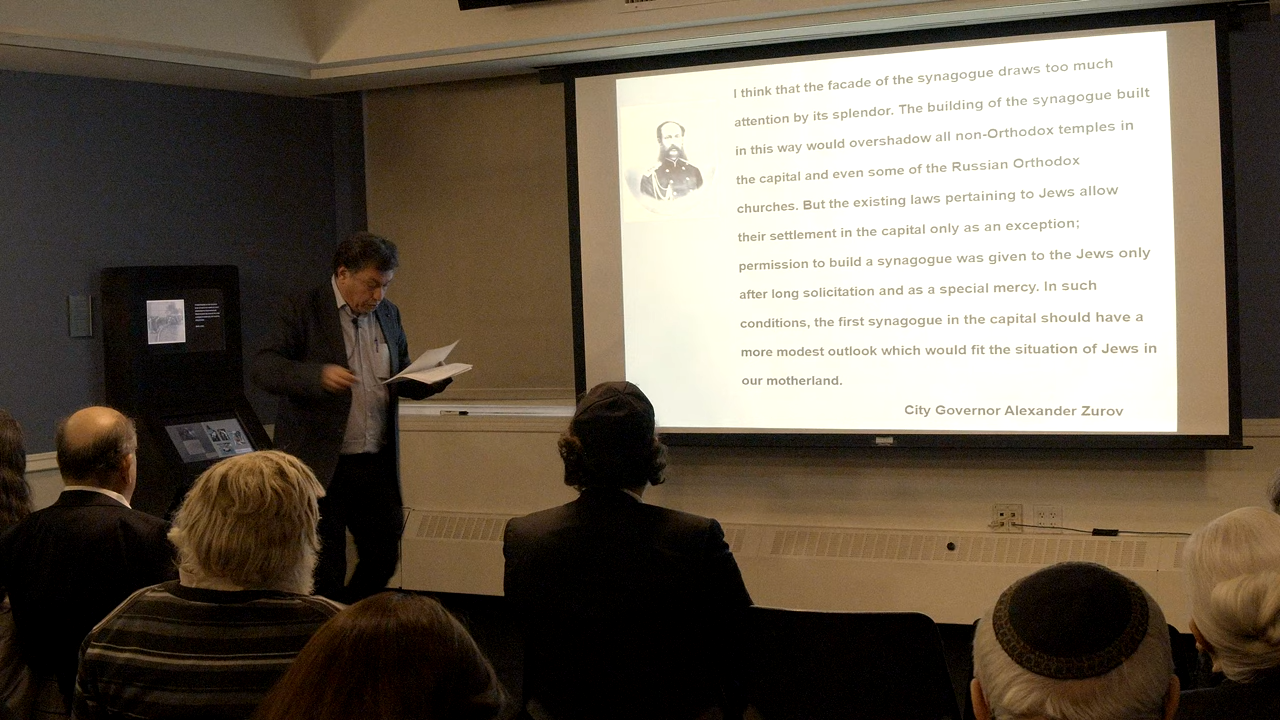 I think that the facade of the synagogue draws too much
attention by its splendor. The building of the synagogue built
in this way would overshadow all non-Orthodox temples in
the capital and even some of the Russian Orthodox
churches. But the existing laws pertaining to Jews allow
their settlement in the capital only as an exception;
permission to build a synagogue was given to the Jews only
after long solicitation and as a special mercy. In such
conditions, the first synagogue in the capital should have a
more modest outlook which would fit the situation of Jews in
our motherland.
City Governor Alexander Zurov